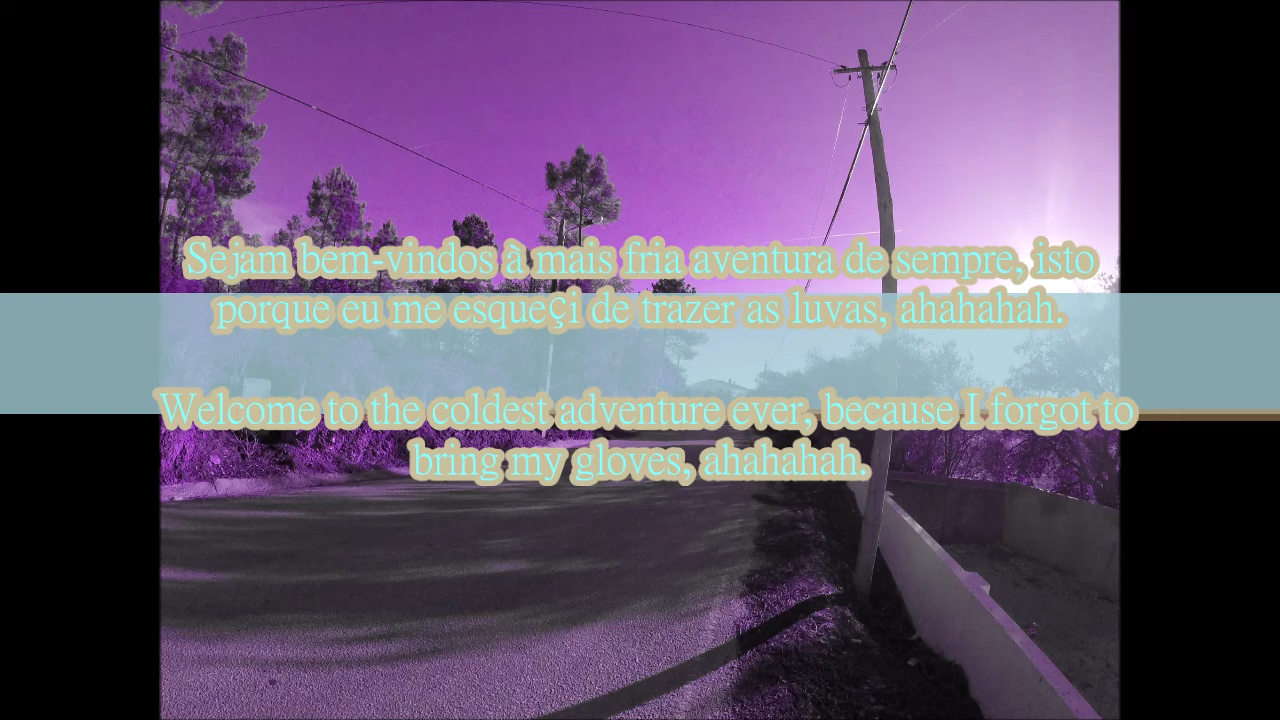 Sejam bem-vindos à mais fria aventura de sempre, isto
porque eu me esqueçi de trazer as luvas, ahahahah.
Welcome to the coldest adventure ever, because I forgot to
bring my gloves, ahahahah.